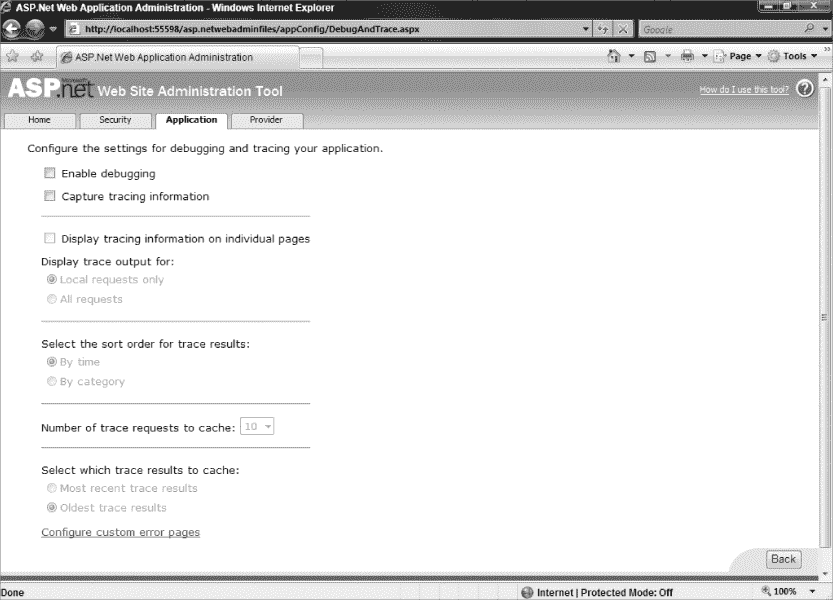 ASP.Net Web Application Administration - Windows Internet Explorer
http://localhost:55598/asp.netwebadminfiles/appConfig/DebugAndTrace.aspx
Google
ASP.Net Web Application Administration
Page
Tools
Microsoft
ASP.net Web Site Administration Tool
How do I use this tool? ?
Home
Security
Application
Provider
Configure the settings for debugging and tracing your application.
Enable debugging
Capture tracing information
Display tracing information on individual pages
Display trace output for:
Local requests only
All requests
Select the sort order for trace results:
By time
By category
Number of trace requests to cache: 10
Select which trace results to cache:
Most recent trace results
Oldest trace results
Configure custom error pages
Back
Done
Internet | Protected Mode: Off
100%